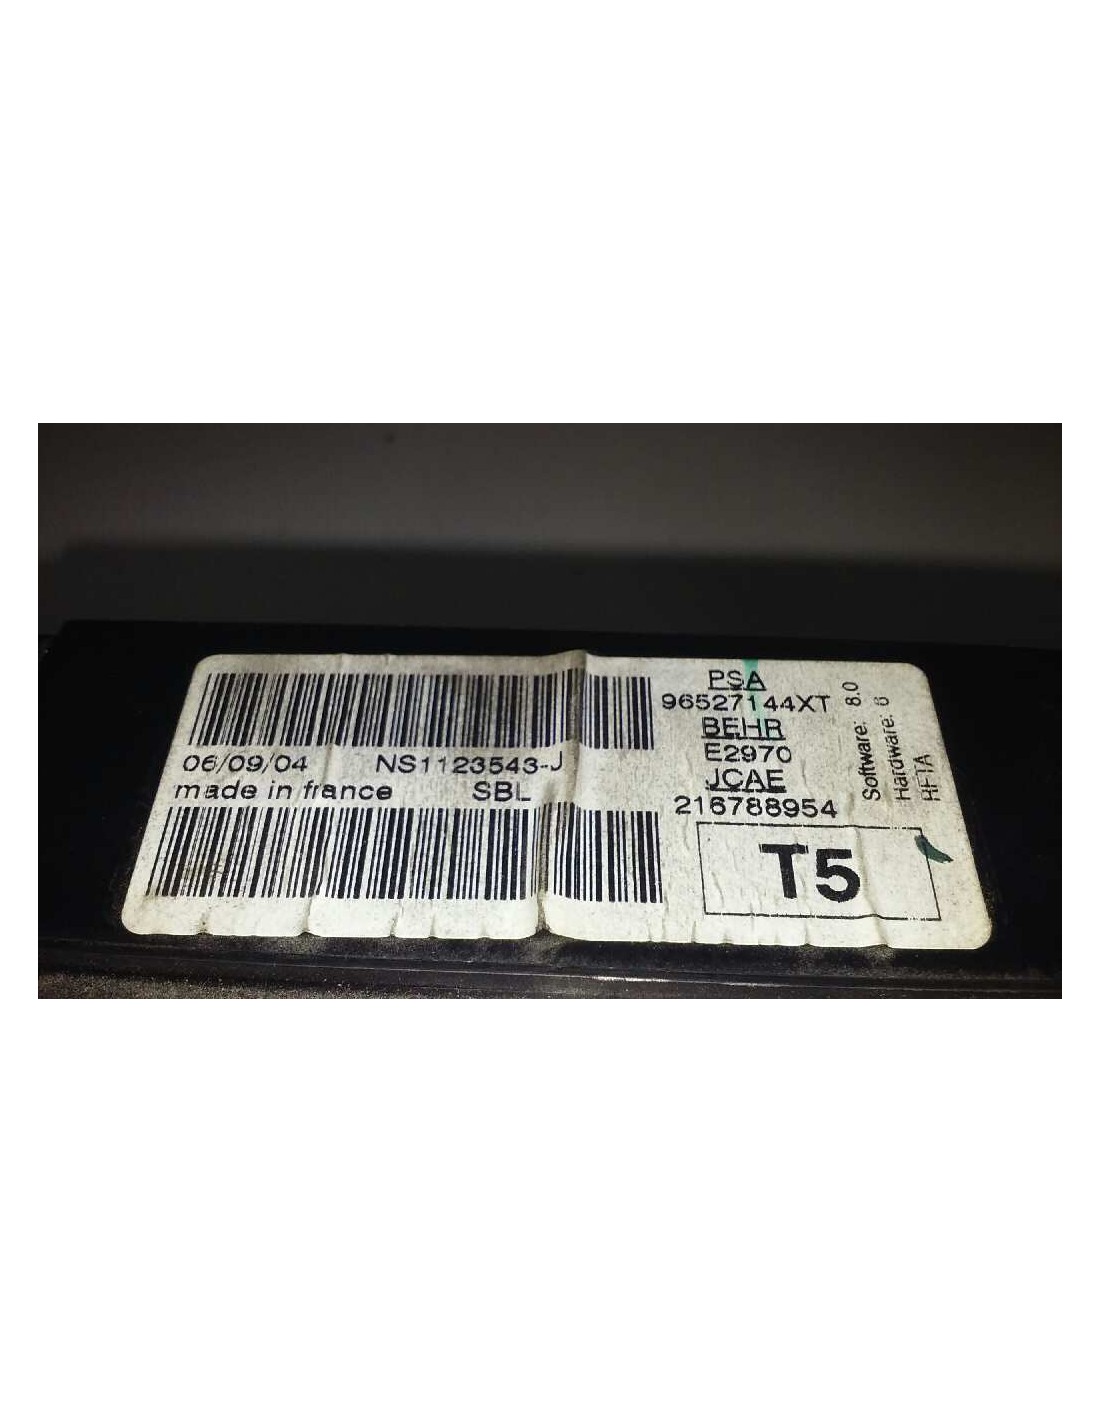 06/09/04 NS1123543-J
made in france SBL
PSA
96527144XT
BEHR
E2970
JCAE
216788954
T5
Software: 8.0
Hardware: 6